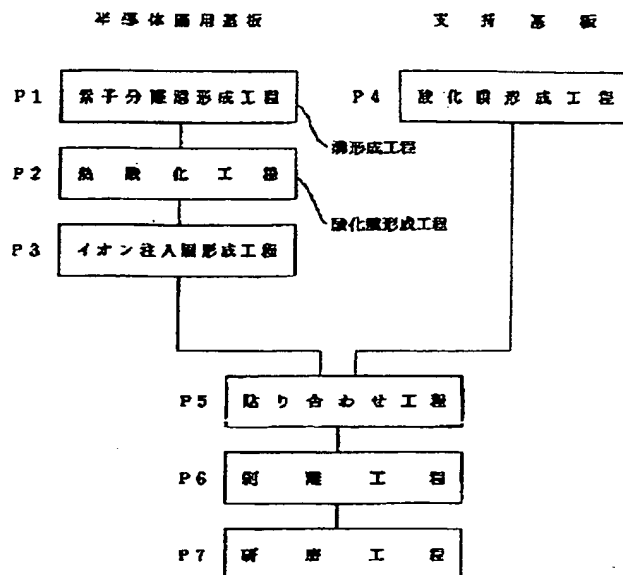 半導体層用基板
支持基板
P1 素子分離溝形成工程
P4 酸化膜形成工程
溝形成工程
P2 熱酸化工程
酸化膜形成工程
P3 イオン注入層形成工程
P5 貼り合わせ工程
P6 剥離工程
P7 研磨工程